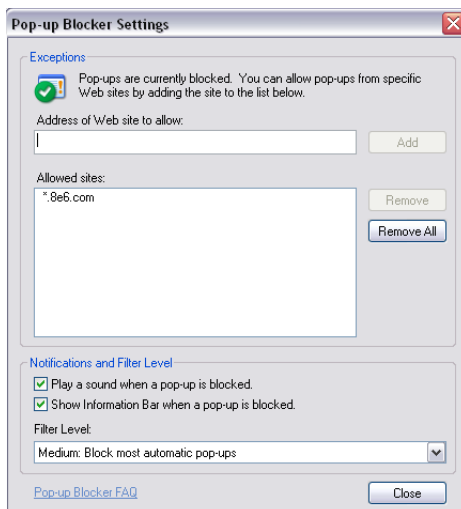 Pop-up Blocker Settings
Exceptions
Pop-ups are currently blocked. You can allow pop-ups from specific
Web sites by adding the site to the list below.
Address of Web site to allow:
Add
Allowed sites:
*.8e6.com
Remove
Remove All
Notifications and Filter Level
Play a sound when a pop-up is blocked.
Show Information Bar when a pop-up is blocked.
Filter Level:
Medium: Block most automatic pop-ups
Pop-up Blocker FAQ
Close